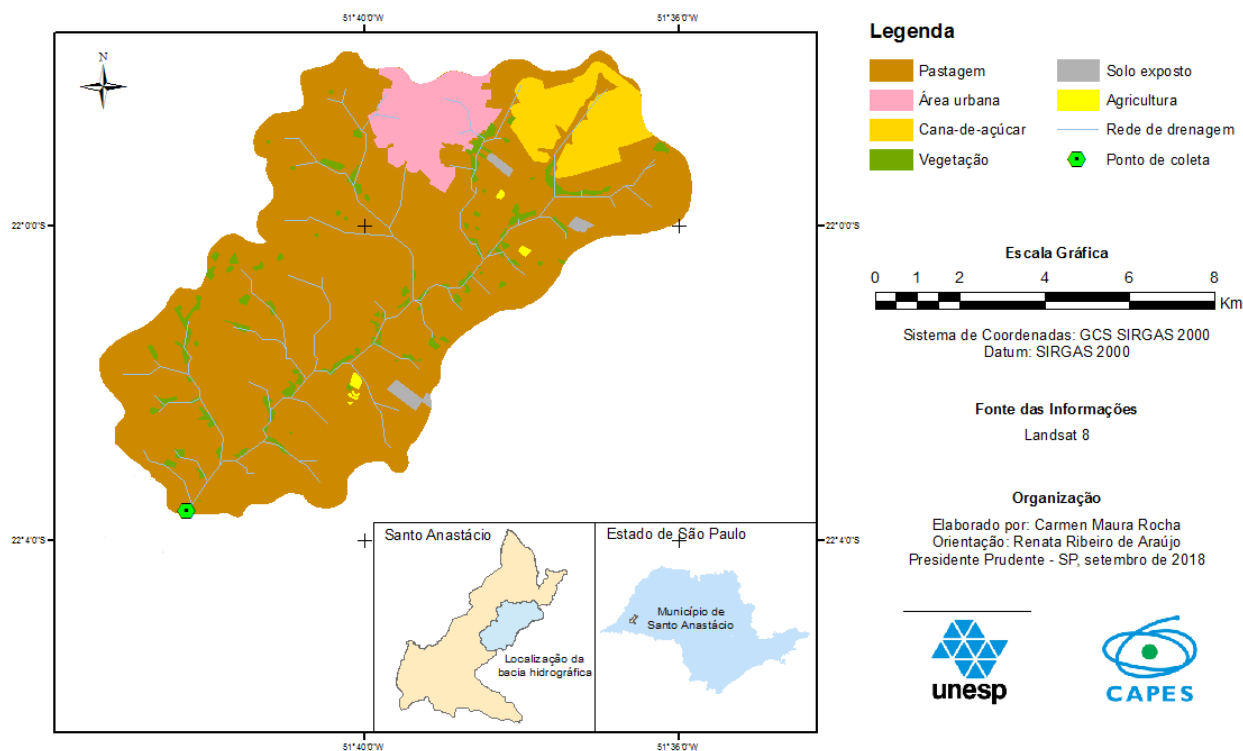 51°40'0"W
51°36'0"W
N
22°0'0"S
22°0'0"S
22°4'0"S
22°4'0"S
51°40'0"W
51°36'0"W
Santo Anastácio
Localização da
bacia hidrográfica
Estado de São Paulo
Município de
Santo Anastácio
Legenda
Pastagem
Solo exposto
Área urbana
Agricultura
Cana-de-açúcar
Rede de drenagem
Vegetação
Ponto de coleta
Escala Gráfica
0 1 2 4 6 8
Km
Sistema de Coordenadas: GCS SIRGAS 2000
Datum: SIRGAS 2000
Fonte das Informações
Landsat 8
Organização
Elaborado por: Carmen Maura Rocha
Orientação: Renata Ribeiro de Araújo
Presidente Prudente - SP, setembro de 2018
unesp
CAPES